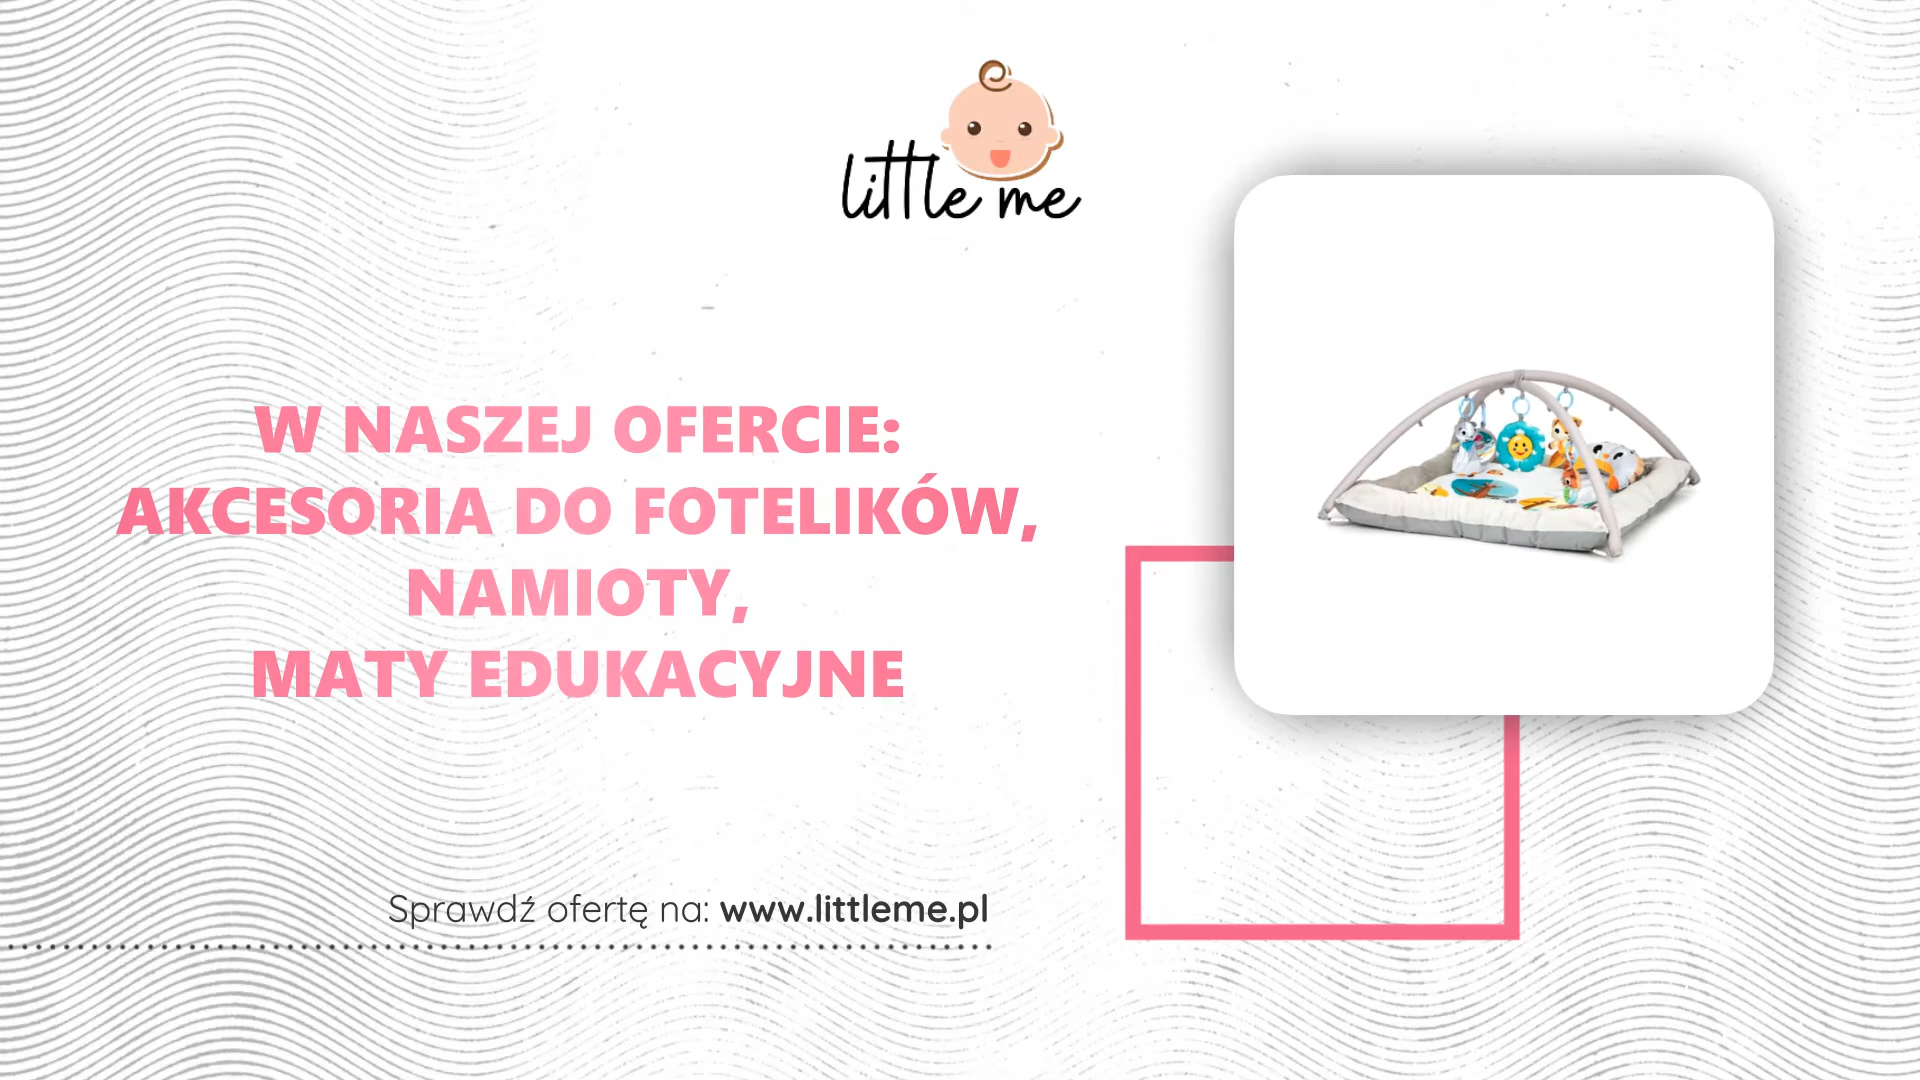 little me
W NASZEJ OFERCIE:
AKCESORIA DO FOTELIKÓW,
NAMIOTY,
MATY EDUKACYJNE
Sprawdź ofertę na: www.littleme.pl